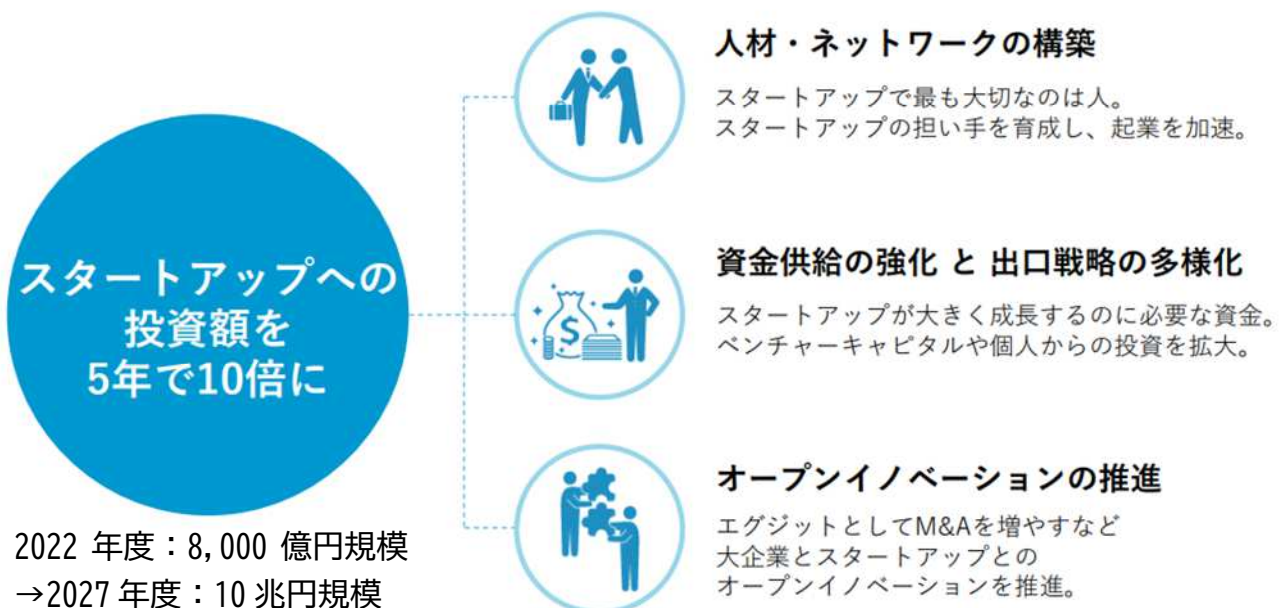 スタートアップへの
投資額を
5年で10倍に
2022 年度：8,000 億円規模
→2027 年度：10 兆円規模
人材・ネットワークの構築
スタートアップで最も大切なのは人。
スタートアップの担い手を育成し、起業を加速。
資金供給の強化 と 出口戦略の多様化
スタートアップが大きく成長するのに必要な資金。
ベンチャーキャピタルや個人からの投資を拡大。
オープンイノベーションの推進
エグジットとしてM&Aを増やすなど
大企業とスタートアップとの
オープンイノベーションを推進。